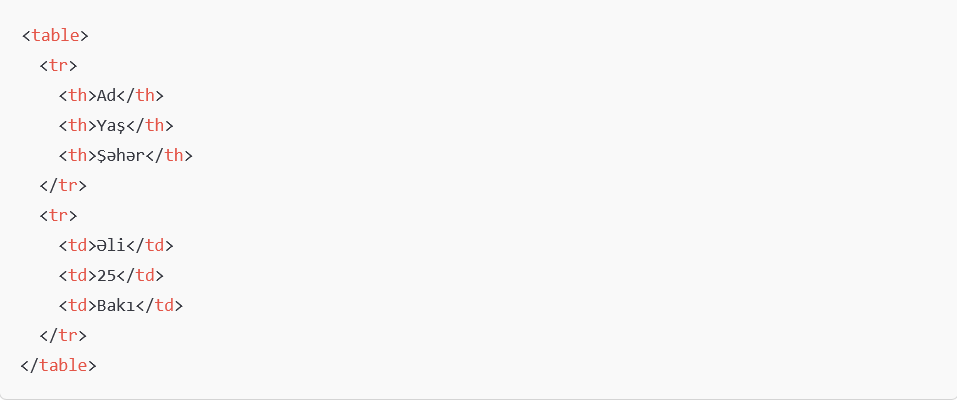 <table>
  <tr>
    <th>Ad</th>
    <th>Yaş</th>
    <th>Şəhər</th>
  </tr>
  <tr>
    <td>Əli</td>
    <td>25</td>
    <td>Bakı</td>
  </tr>
</table>